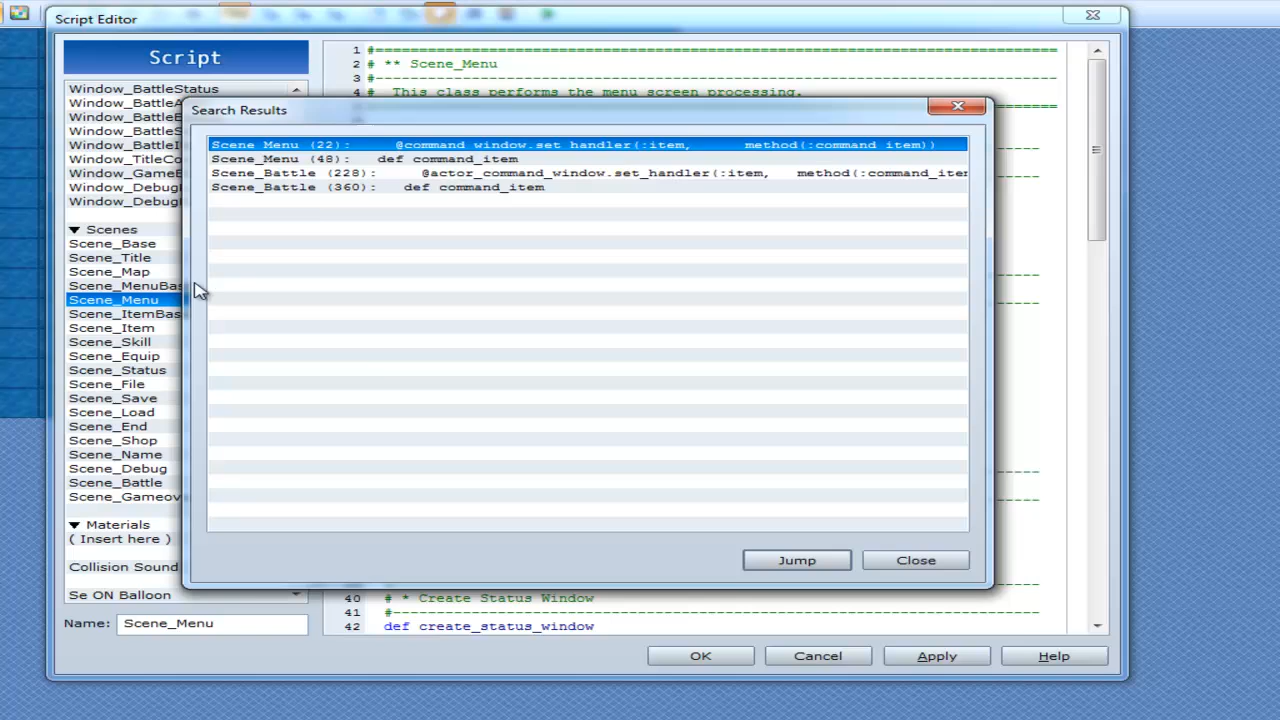 Script Editor
Script
Window_BattleStatus
Window_BattleA
Window_BattleE
Window_BattleS
Window_BattleI
Window_TitleCo
Window_GameE
Window_DebugL
Window_DebugR
Scenes
Scene_Base
Scene_Title
Scene_Map
Scene_MenuBas
Scene_Menu
Scene_ItemBas
Scene_Item
Scene_Skill
Scene_Equip
Scene_Status
Scene_File
Scene_Save
Scene_Load
Scene_End
Scene_Shop
Scene_Name
Scene_Debug
Scene_Battle
Scene_Gameov
Materials
( Insert here )
Collision Sound
Se ON Balloon
Name: Scene_Menu
1 #==============================================================================
2 # ** Scene_Menu
3 #------------------------------------------------------------------------------
4 #  This class performs the menu screen processing.
Search Results
Scene_Menu (22):     @command_window.set_handler(:item,      method(:command_item))
Scene_Menu (48):   def command_item
Scene_Battle (228):     @actor_command_window.set_handler(:item,   method(:command_iter
Scene_Battle (360):   def command_item
Jump
Close
40 # * Create Status Window
41 #--------------------------------------------------------------------------
42 def create_status_window
OK
Cancel
Apply
Help